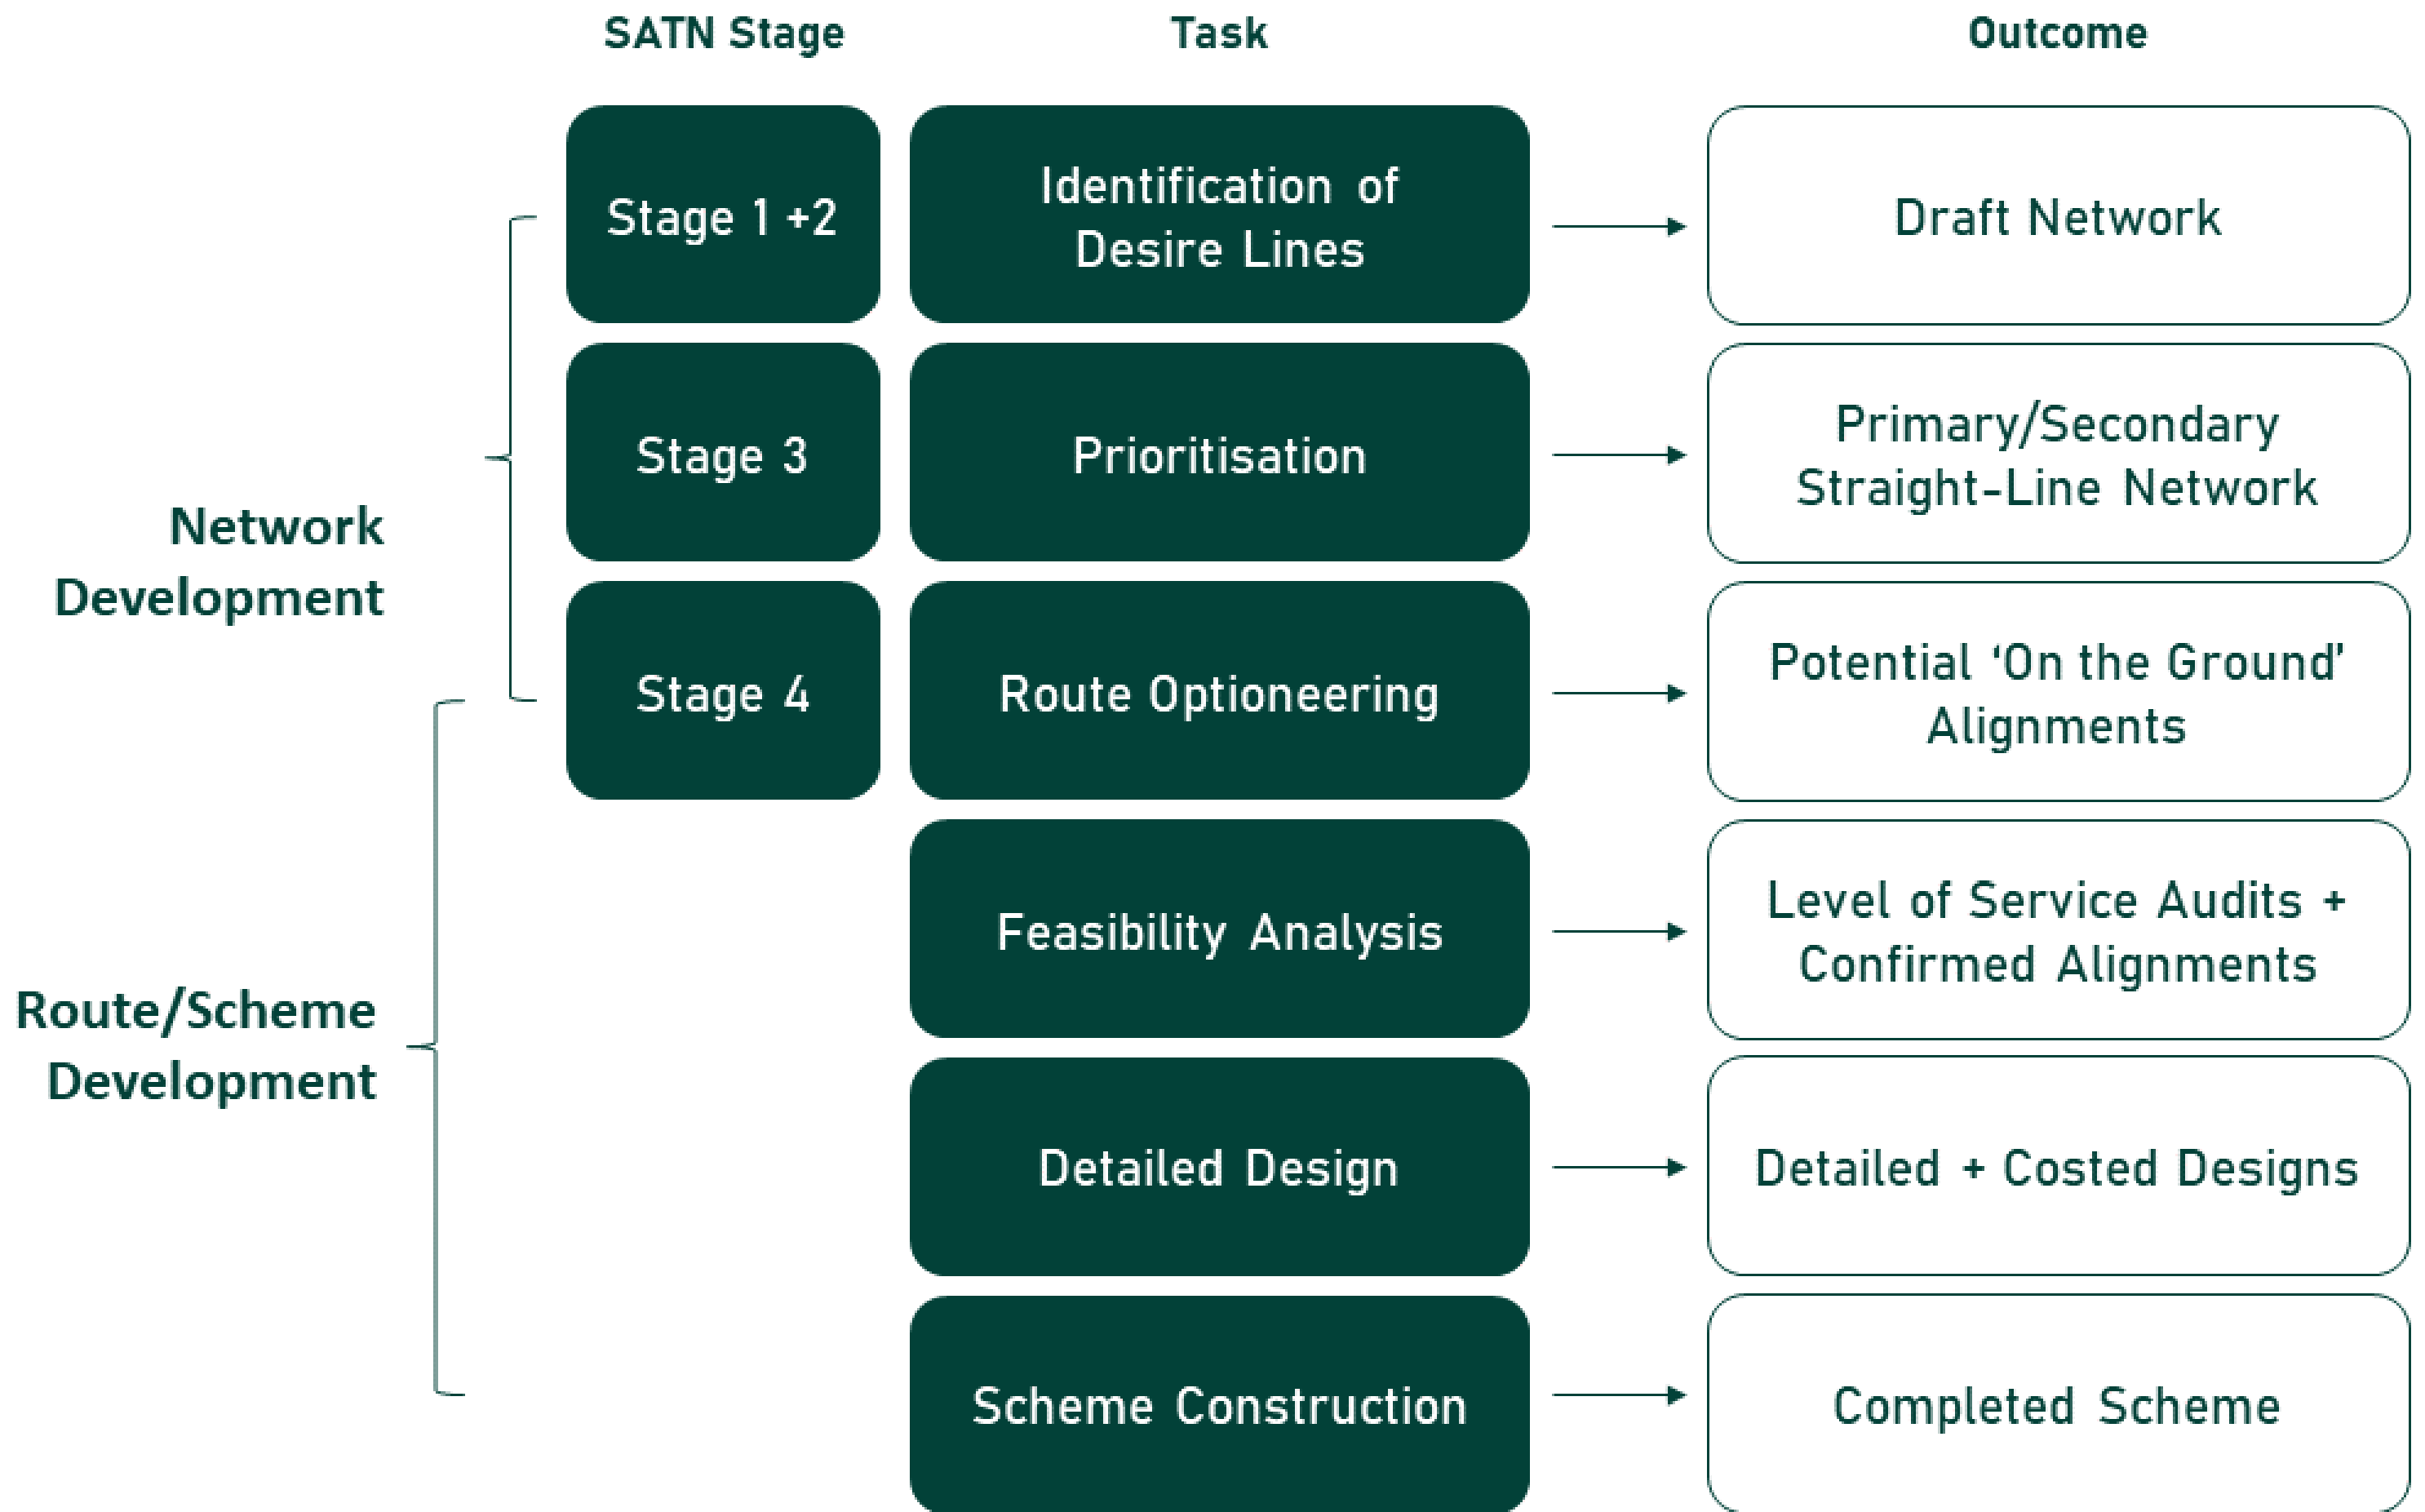 SATN Stage
Task
Outcome
Stage 1 +2
Identification of
Desire Lines
Draft Network
Stage 3
Prioritisation
Primary/Secondary
Straight-Line Network
Network
Development
Stage 4
Route Optioneering
Potential ‘On the Ground’
Alignments
Feasibility Analysis
Level of Service Audits +
Confirmed Alignments
Route/Scheme
Development
Detailed Design
Detailed + Costed Designs
Scheme Construction
Completed Scheme